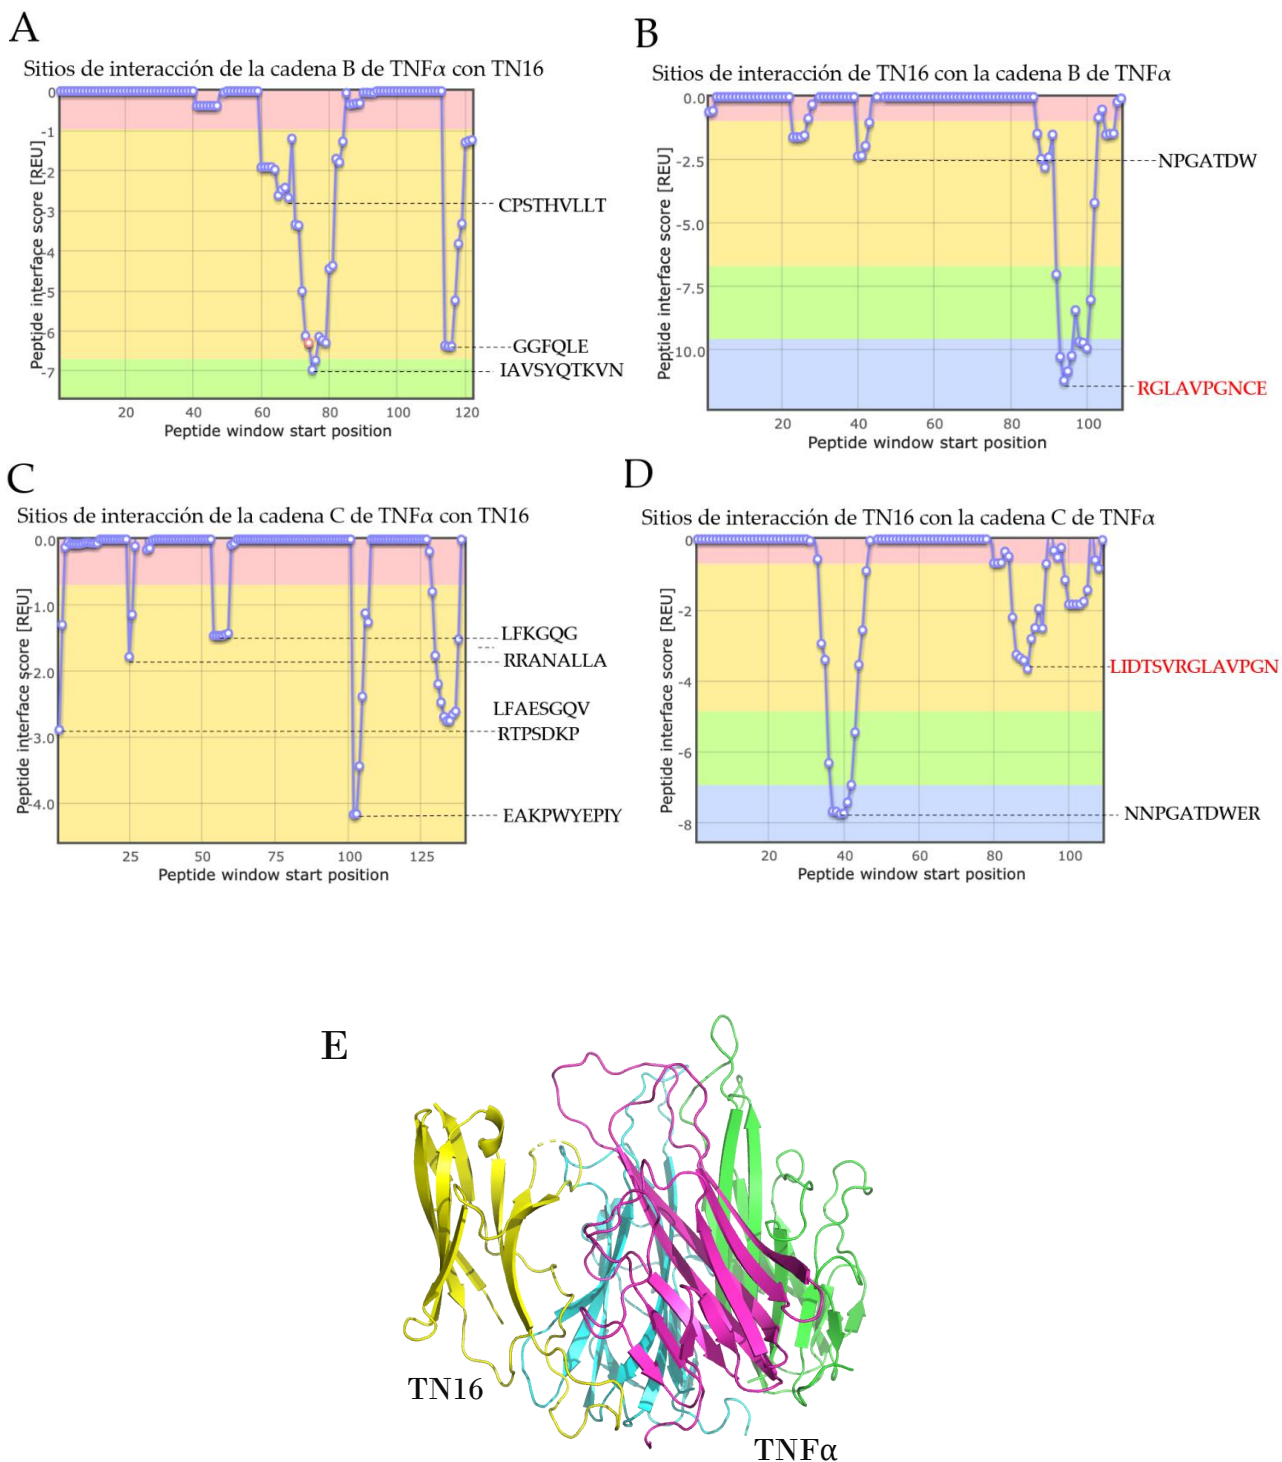 A
Sitios de interacción de la cadena B de TNFα con TN16
0
-1
-2
-3
-4
-5
-6
-7
Peptide interface score [REU]
20
40
60
80
100
120
Peptide window start position
CPSTHVLLT
GGFQLE
IAVSYQTKVN
B
Sitios de interacción de TN16 con la cadena B de TNFα
0.0
-2.5
-5.0
-7.5
-10.0
Peptide interface score [REU]
20
40
60
80
100
Peptide window start position
NPGATDW
RGLAVPGNCE
C
Sitios de interacción de la cadena C de TNFα con TN16
0.0
-1.0
-2.0
-3.0
-4.0
Peptide interface score [REU]
25
50
75
100
125
Peptide window start position
LFKGQG
RRANALLA
LFAESGQV
RTPSDKP
EAKPWYEPIY
D
Sitios de interacción de TN16 con la cadena C de TNFα
0
-2
-4
-6
-8
Peptide interface score [REU]
20
40
60
80
100
Peptide window start position
LIDTSVRGLAVPGN
NNPGATDWER
E
TN16
TNFα